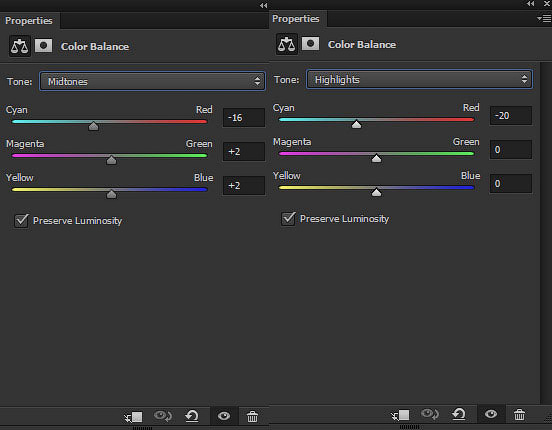 Properties
Color Balance
Tone: Midtones
Cyan Red -16
Magenta Green +2
Yellow Blue +2
Preserve Luminosity
Properties
Color Balance
Tone: Highlights
Cyan Red -20
Magenta Green 0
Yellow Blue 0
Preserve Luminosity